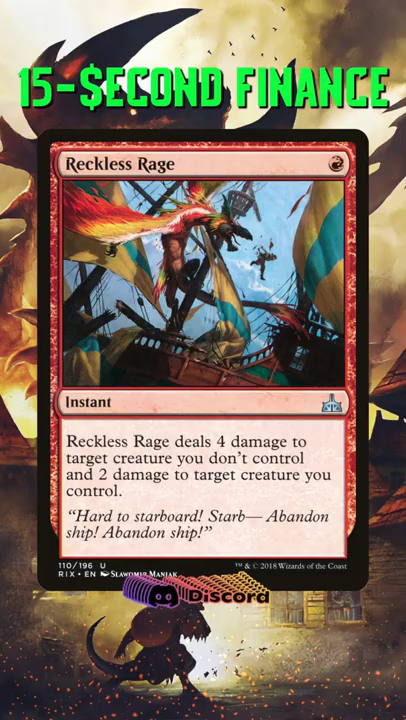 15-$ECOND FINANCE
Reckless Rage
Instant
Reckless Rage deals 4 damage to
target creature you don't control
and 2 damage to target creature you
control.
"Hard to starboard! Starb— Abandon
ship! Abandon ship!"
110/196 U
RIX • EN Slawomir Maniak
™ & © 2018 Wizards of the Coast
Discord